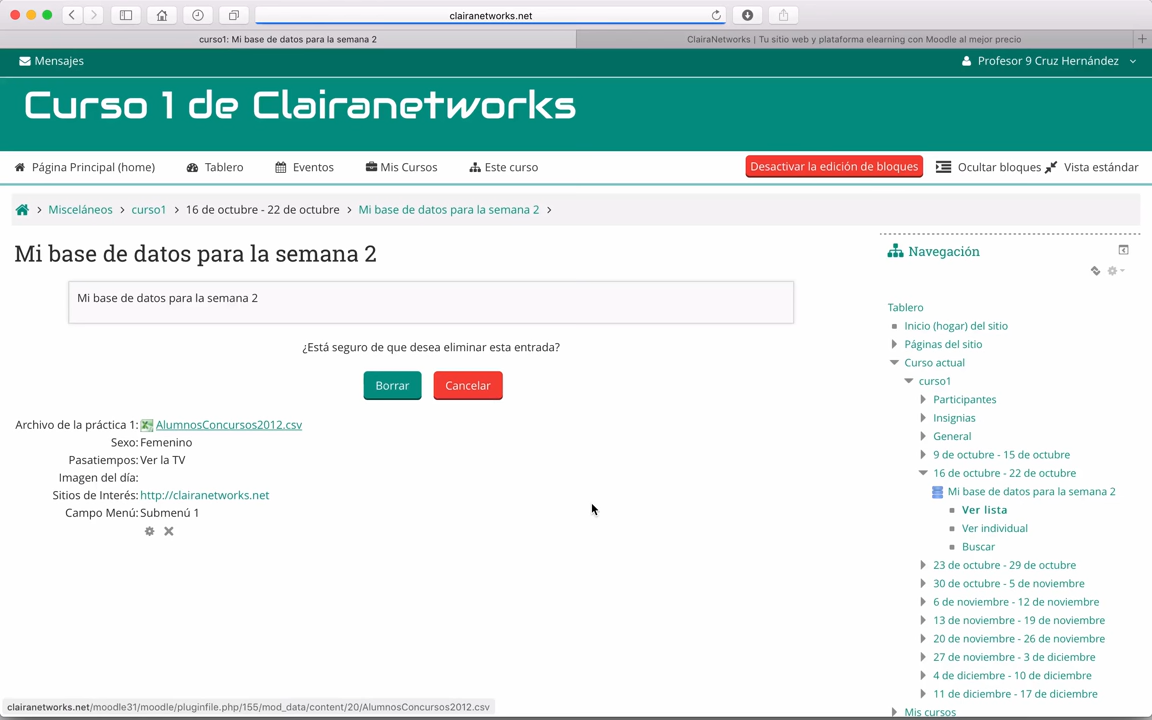 clairanetworks.net
curso1: Mi base de datos para la semana 2
ClairaNetworks | Tu sitio web y plataforma elearning con Moodle al mejor precio
Mensajes
Profesor 9 Cruz Hernández
Curso 1 de Clairanetworks
Página Principal (home) Tablero Eventos Mis Cursos Este curso
Desactivar la edición de bloques Ocultar bloques Vista estándar
Misceláneos curso1 16 de octubre - 22 de octubre Mi base de datos para la semana 2
Mi base de datos para la semana 2
Mi base de datos para la semana 2
¿Está seguro de que desea eliminar esta entrada?
Borrar Cancelar
Archivo de la práctica 1: AlumnosConcursos2012.csv
Sexo: Femenino
Pasatiempos: Ver la TV
Imagen del día:
Sitios de Interés: http://clairanetworks.net
Campo Menú: Submenú 1
Navegación
Tablero
Inicio (hogar) del sitio
Páginas del sitio
Curso actual
curso1
Participantes
Insignias
General
9 de octubre - 15 de octubre
16 de octubre - 22 de octubre
Mi base de datos para la semana 2
Ver lista
Ver individual
Buscar
23 de octubre - 29 de octubre
30 de octubre - 5 de noviembre
6 de noviembre - 12 de noviembre
13 de noviembre - 19 de noviembre
20 de noviembre - 26 de noviembre
27 de noviembre - 3 de diciembre
4 de diciembre - 10 de diciembre
11 de diciembre - 17 de diciembre
Mis cursos
clairanetworks.net/moodle31/moodle/pluginfile.php/155/mod_data/content/20/AlumnosConcursos2012.csv